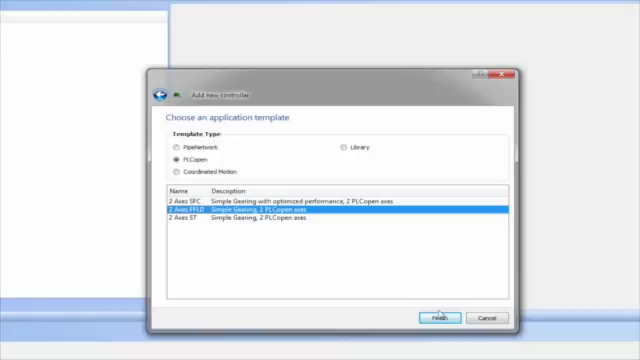 Add new controller
Choose an application template
Template Type
PipeNetwork
Library
PLCopen
Coordinated Motion
Name Description
2 Axes SFC Simple Gearing with optimized performance, 2 PLCopen axes
2 Axes FFLD Simple Gearing, 2 PLCopen axes
2 Axes ST Simple Gearing, 2 PLCopen axes
Finish Cancel